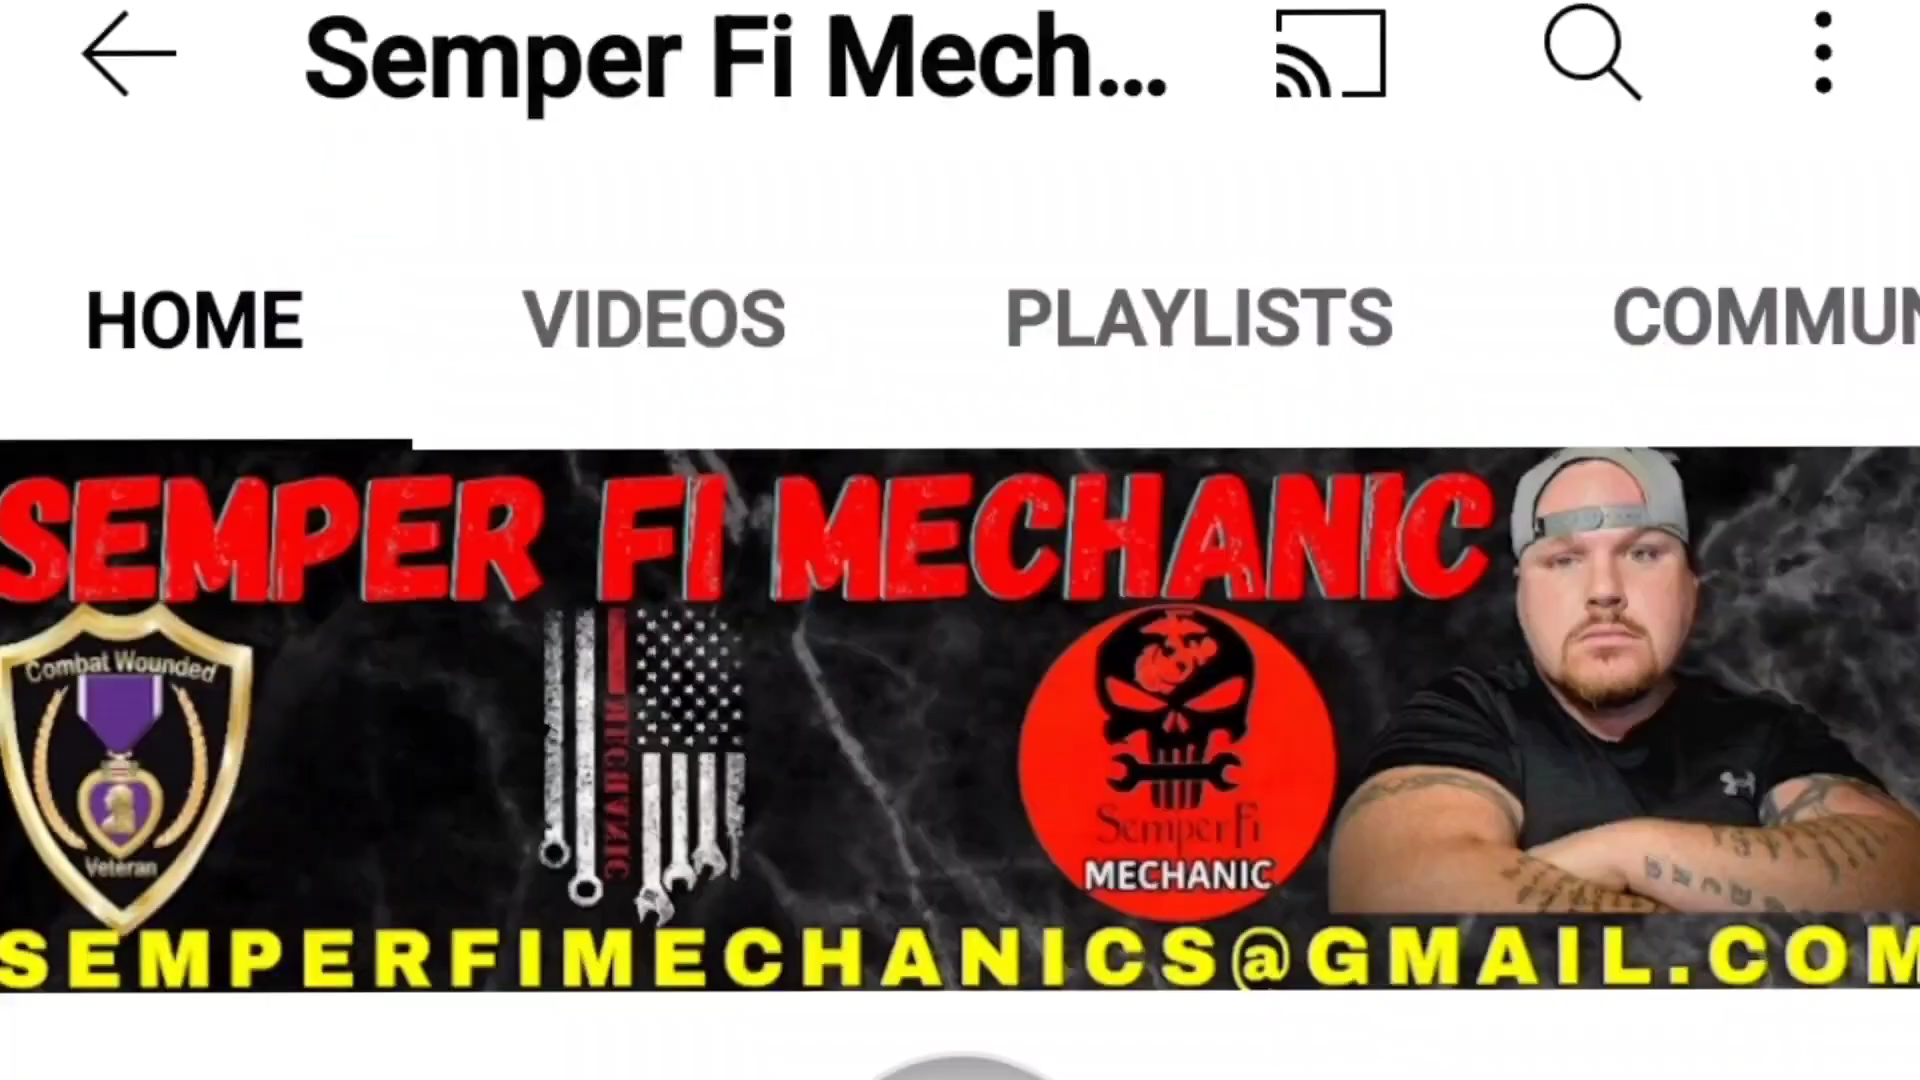 Semper Fi Mech...
HOME VIDEOS PLAYLISTS COMMUN
SEMPER FI MECHANIC
Combat Wounded
Veteran
MECHANIC
Semper Fi
MECHANIC
SEMPERFIMECHANICS@GMAIL.COM